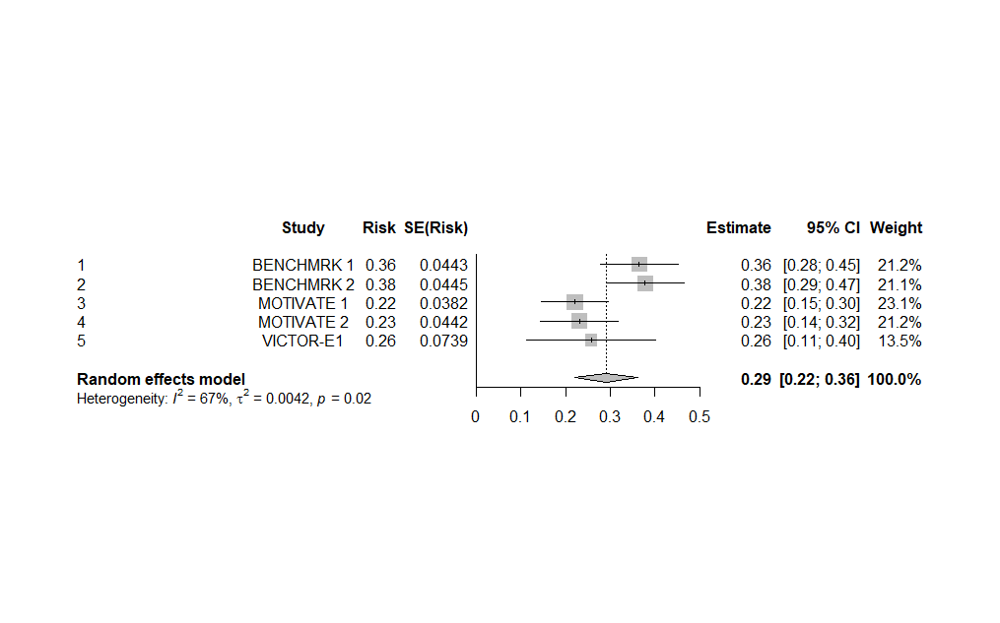 Study Risk SE(Risk) Estimate 95% CI Weight
1 BENCHMRK 1 0.36 0.0443 0.36 [0.28; 0.45] 21.2%
2 BENCHMRK 2 0.38 0.0445 0.38 [0.29; 0.47] 21.1%
3 MOTIVATE 1 0.22 0.0382 0.22 [0.15; 0.30] 23.1%
4 MOTIVATE 2 0.23 0.0442 0.23 [0.14; 0.32] 21.2%
5 VICTOR-E1 0.26 0.0739 0.26 [0.11; 0.40] 13.5%
Random effects model 0.29 [0.22; 0.36] 100.0%
Heterogeneity: I² = 67%, τ² = 0.0042, p = 0.02
0 0.1 0.2 0.3 0.4 0.5